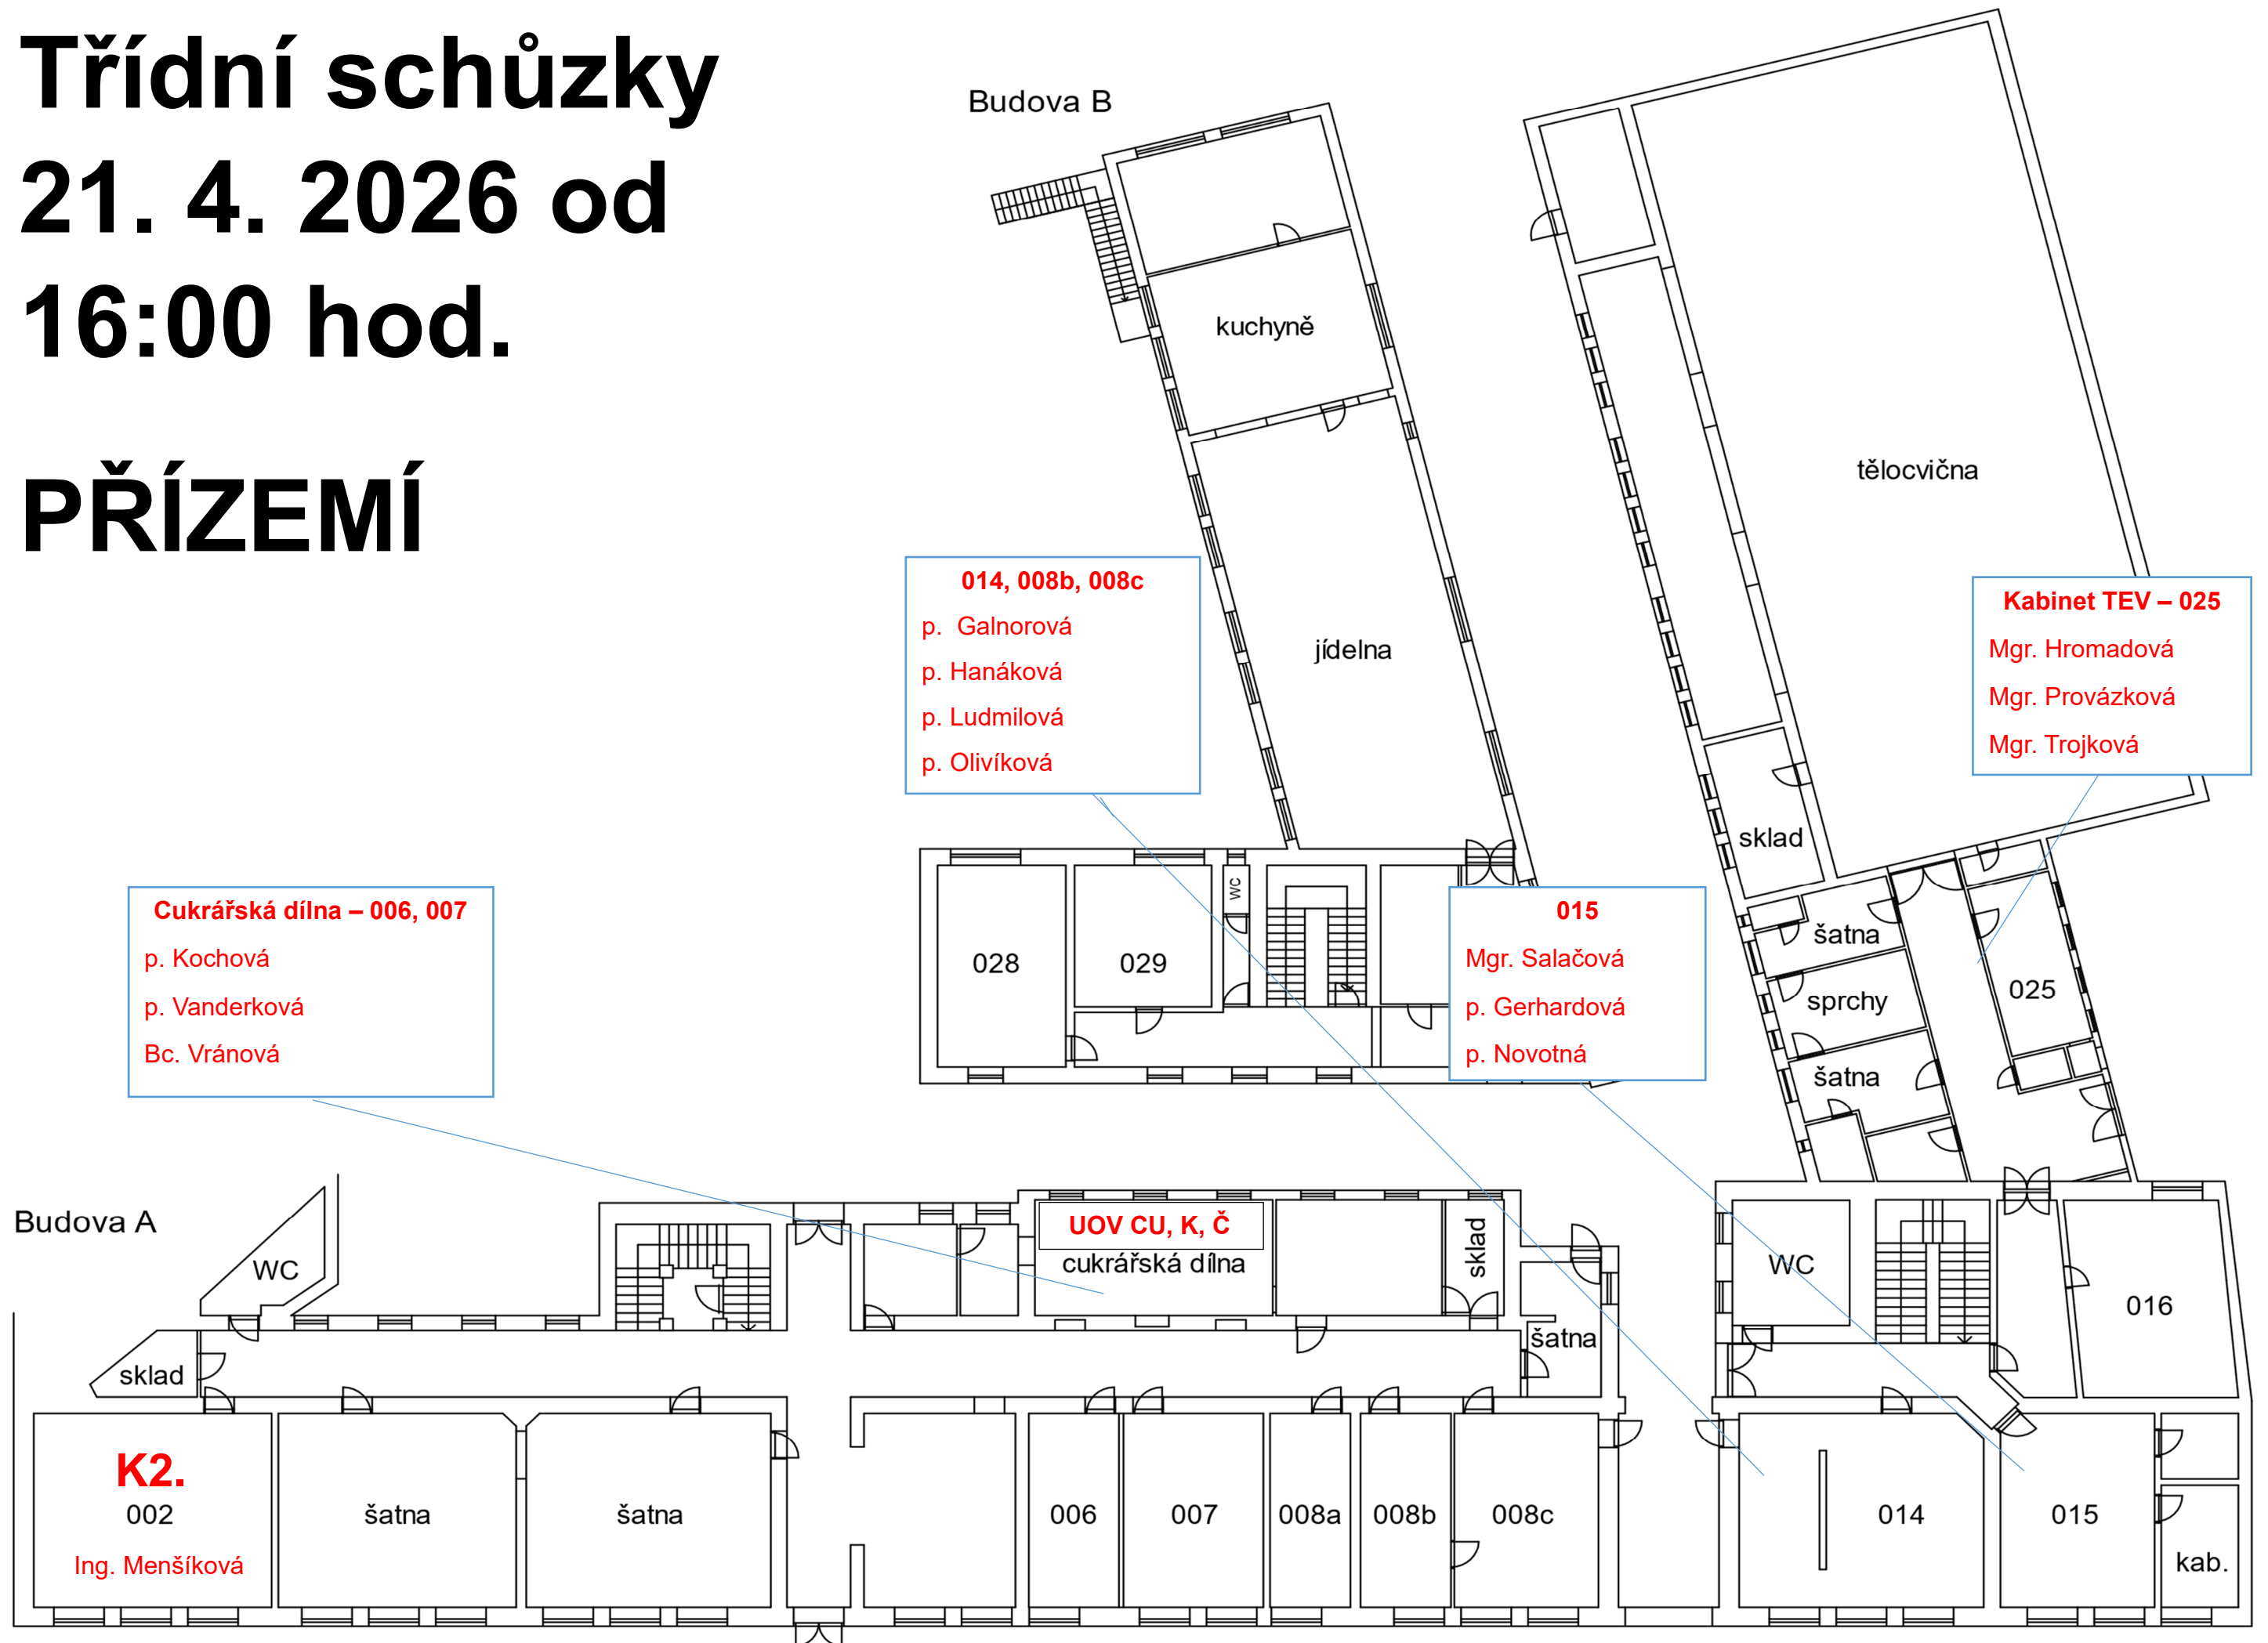 Třídní schůzky
21. 4. 2026 od
16:00 hod.
PŘÍZEMÍ
Budova B
kuchyně
tělocvična
jídelna
014, 008b, 008c
p.  Galnorová
p. Hanáková
p. Ludmilová
p. Olivíková
Kabinet TEV – 025
Mgr. Hromadová
Mgr. Provázková
Mgr. Trojková
sklad
Cukrářská dílna – 006, 007
p. Kochová
p. Vanderková
Bc. Vránová
028
029
WC
015
Mgr. Salačová
p. Gerhardová
p. Novotná
šatna
sprchy
šatna
025
Budova A
WC
sklad
UOV CU, K, Č
cukrářská dílna
sklad
šatna
WC
016
K2.
002
Ing. Menšíková
šatna
šatna
006
007
008a
008b
008c
014
015
kab.